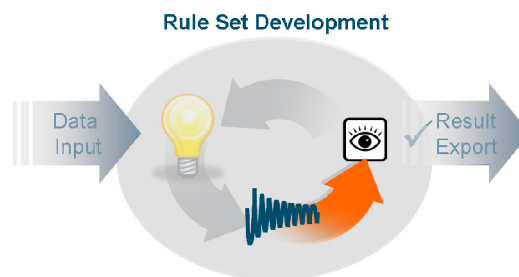 Rule Set Development
Data
Input
Result
Export